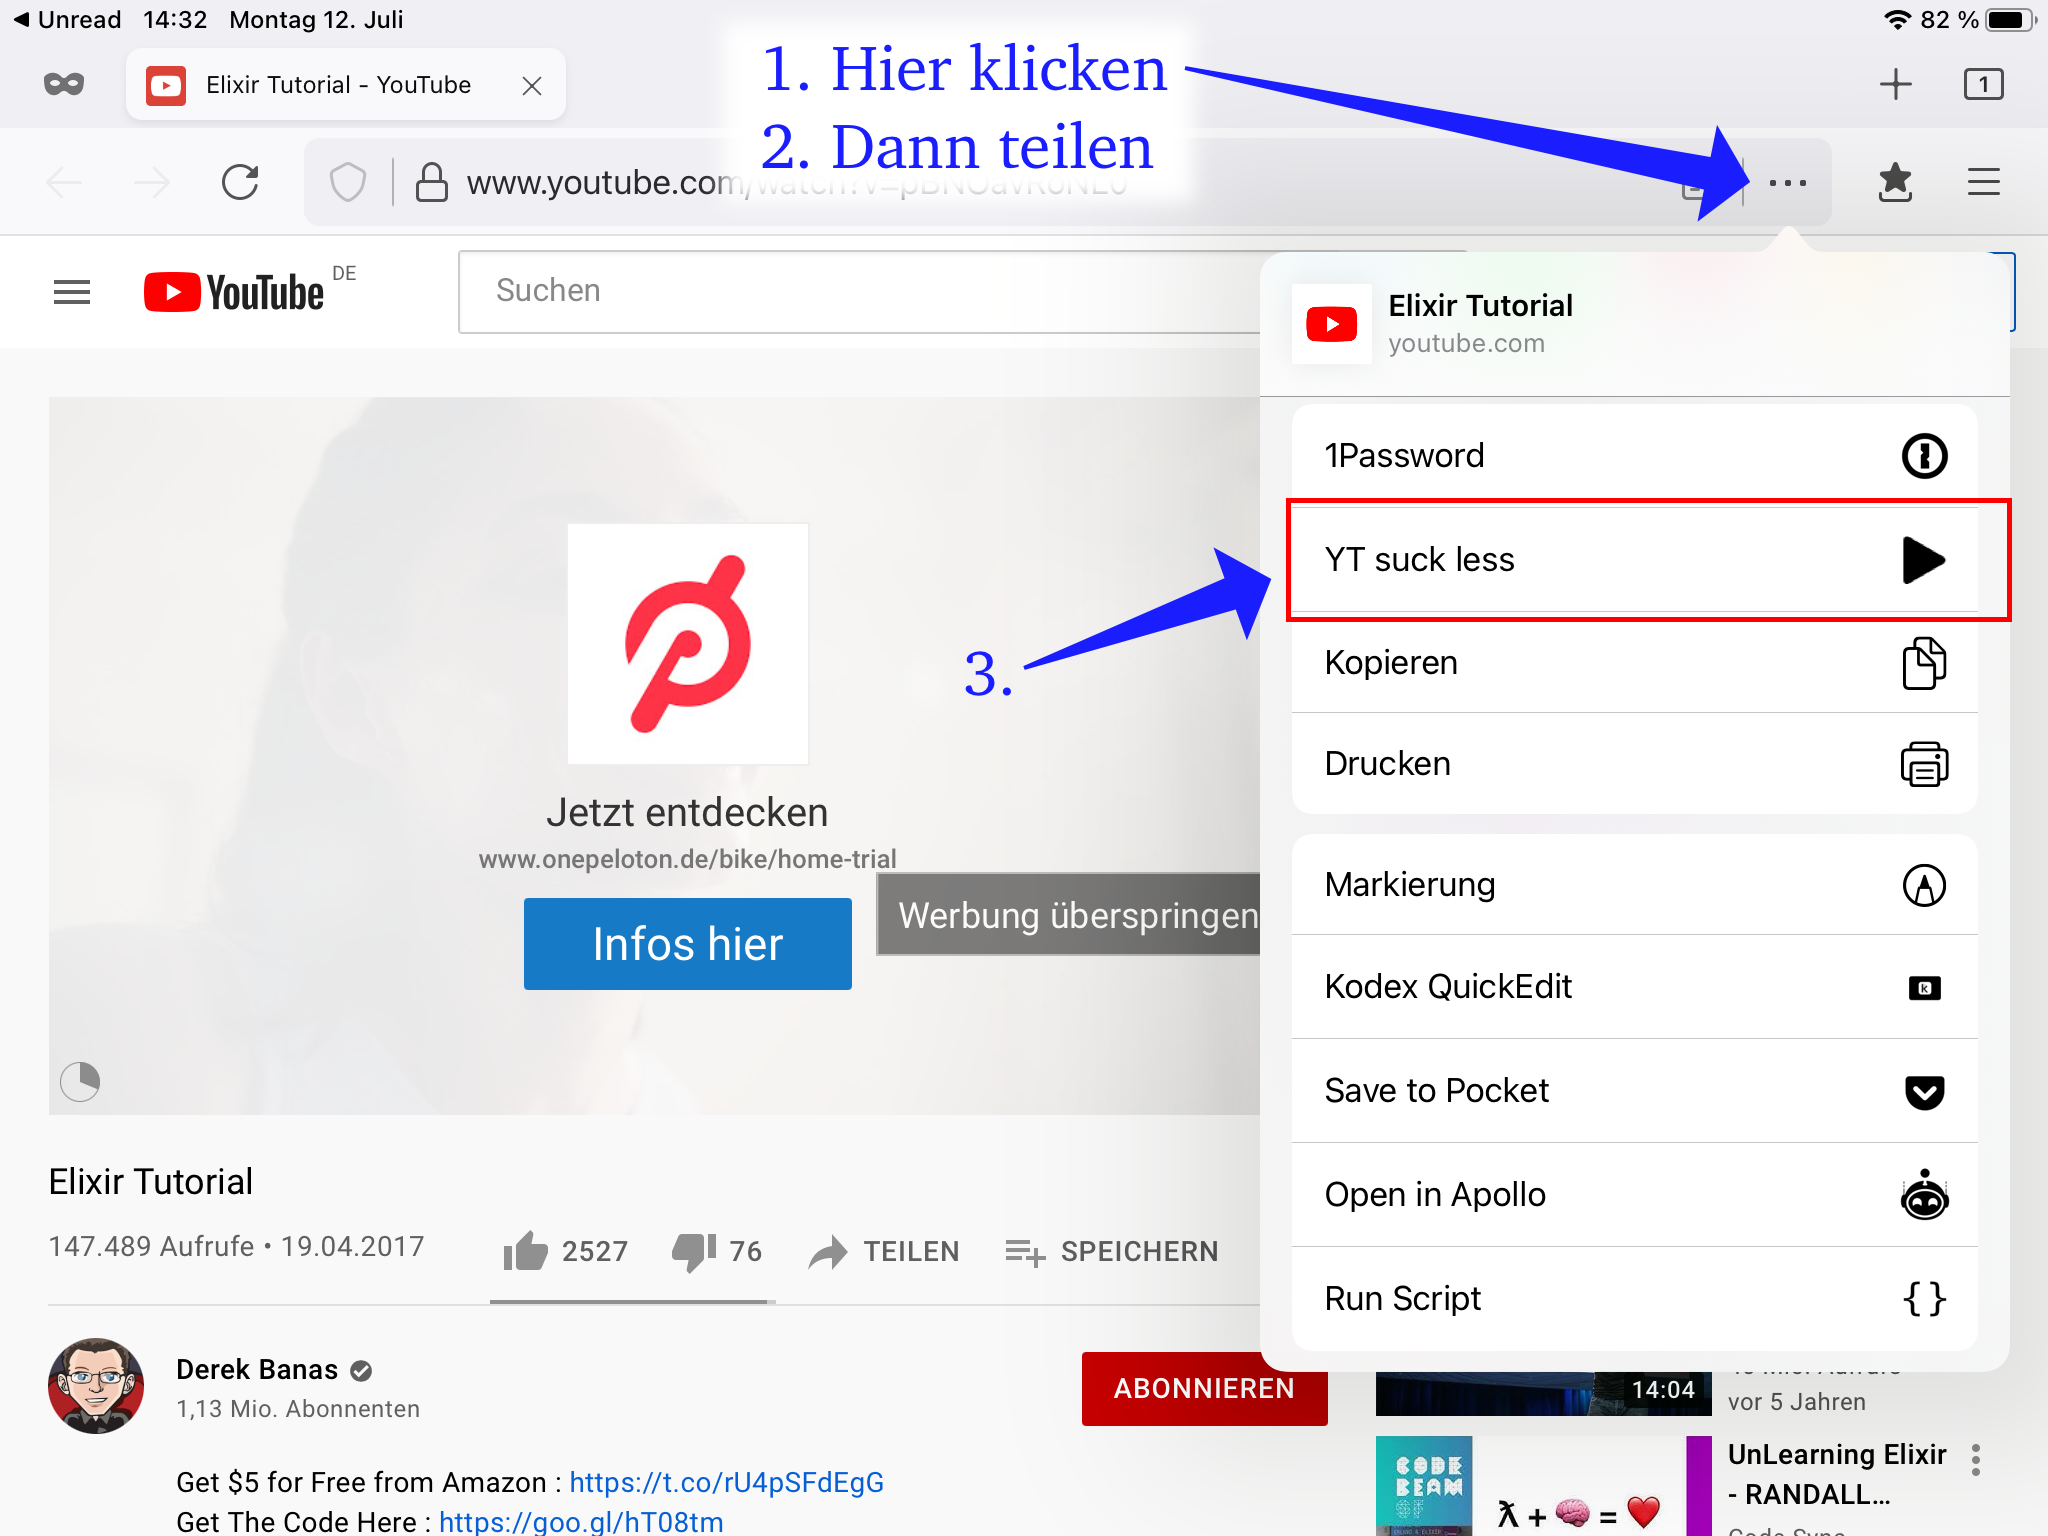 Unread 14:32 Montag 12. Juli 82 %
1. Hier klicken
Elixir Tutorial - YouTube
1
2. Dann teilen
www.youtube.com
YouTube DE
Suchen
Elixir Tutorial
youtube.com
1Password
YT suck less
3.
Kopieren
Drucken
Jetzt entdecken
www.onepeloton.de/bike/home-trial
Infos hier
Werbung überspringen
Markierung
Kodex QuickEdit
Save to Pocket
Open in Apollo
Run Script
Elixir Tutorial
147.489 Aufrufe • 19.04.2017
2527
76
TEILEN
SPEICHERN
Derek Banas
1,13 Mio. Abonnenten
ABONNIEREN
Get $5 for Free from Amazon : https://t.co/rU4pSFdEgG
Get The Code Here : https://goo.gl/hT08tm
14:04
vor 5 Jahren
CODE
BEAM
λ + = 
UnLearning Elixir
- RANDALL...
Code Sync